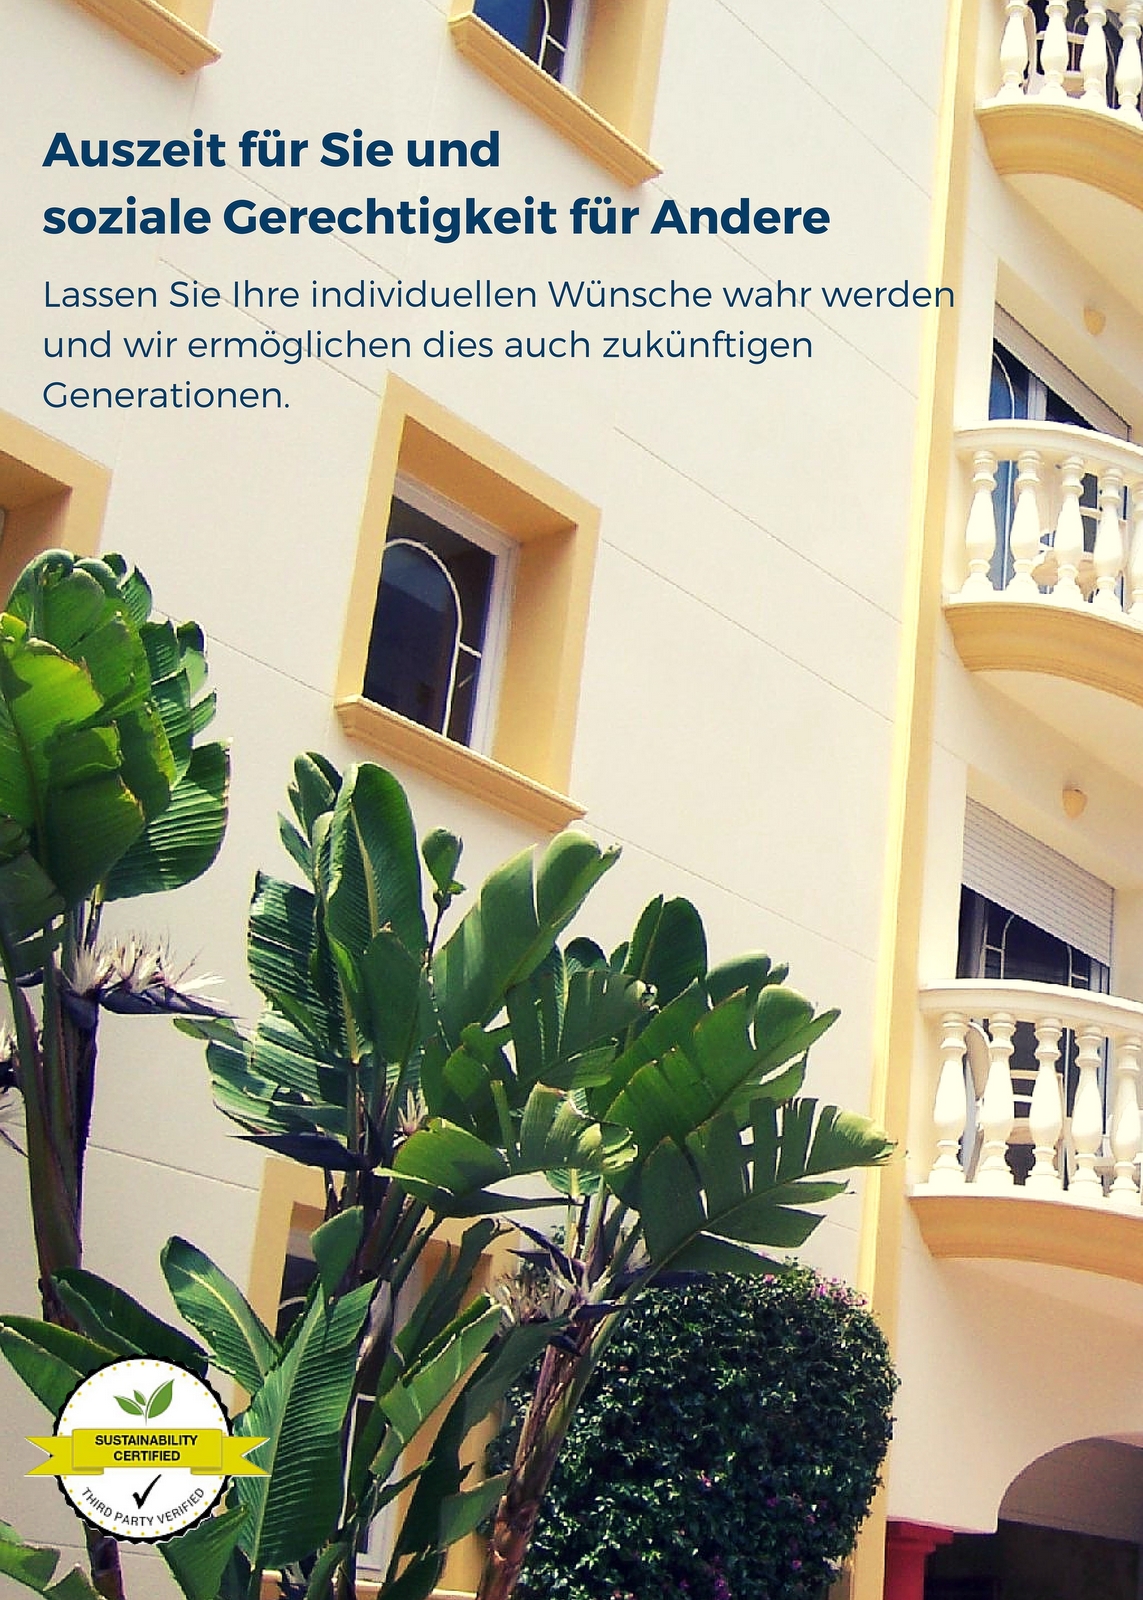 Auszeit für Sie und
soziale Gerechtigkeit für Andere
Lassen Sie Ihre individuellen Wünsche wahr werden
und wir ermöglichen dies auch zukünftigen
Generationen.
SUSTAINABILITY
CERTIFIED
THIRD PARTY VERIFIED